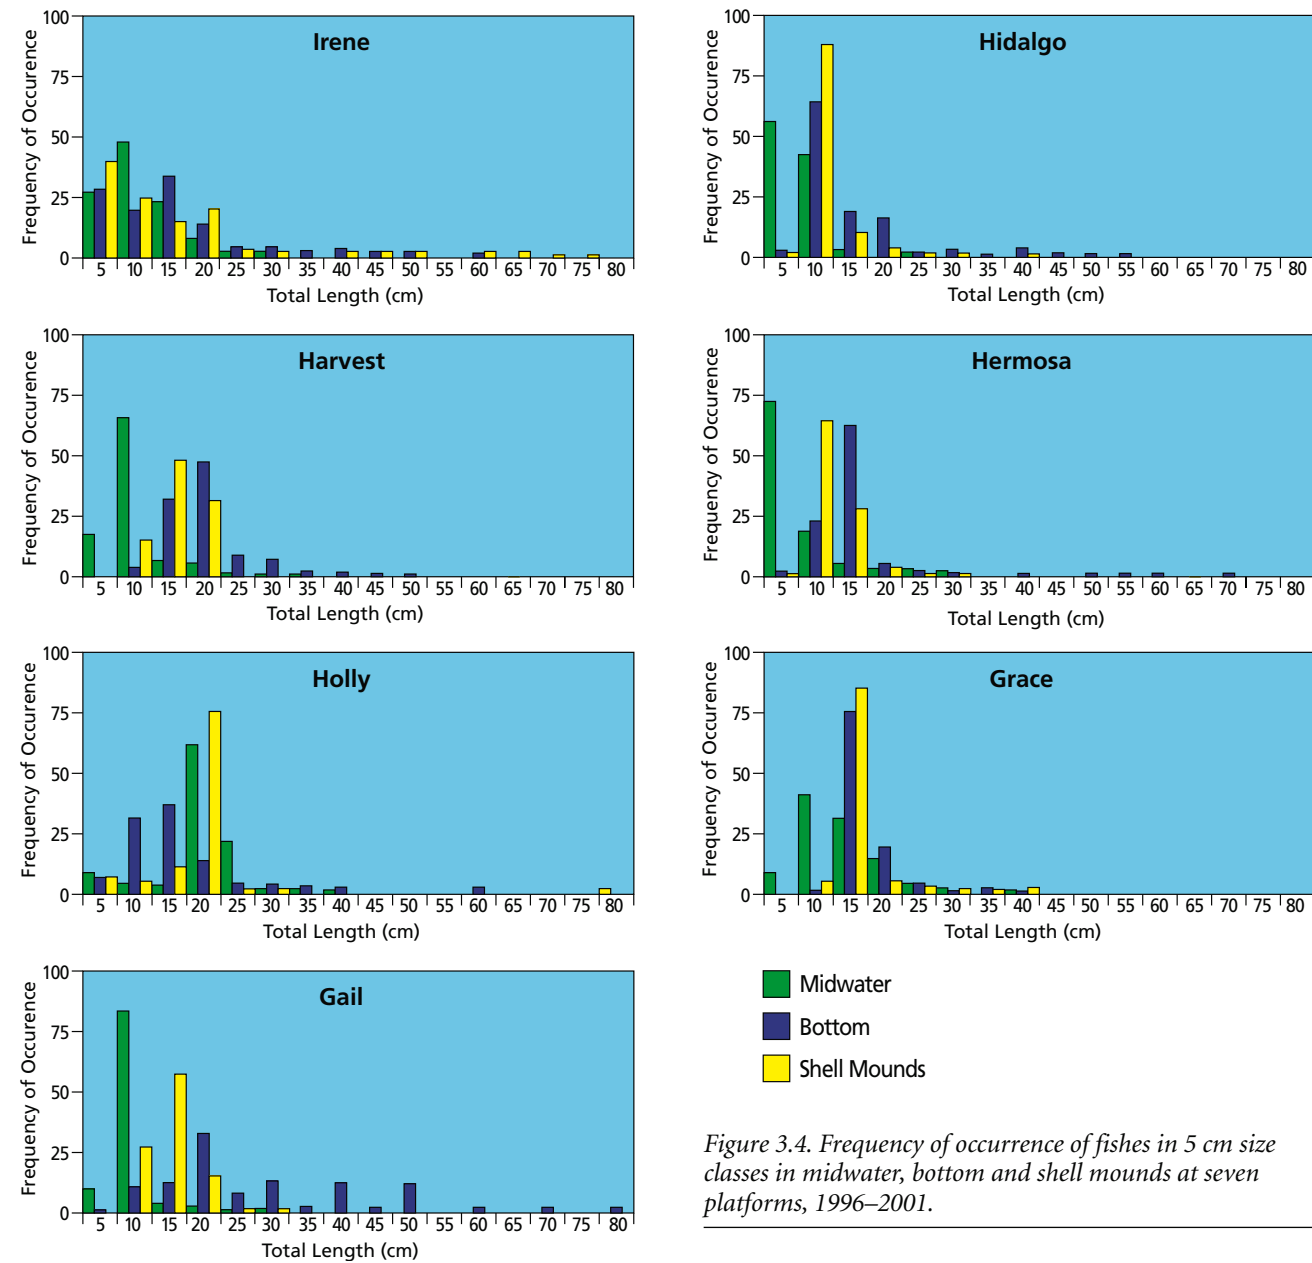 Irene
Frequency of Occurence
100
75
50
25
0
5 10 15 20 25 30 35 40 45 50 55 60 65 70 75 80
Total Length (cm)
Hidalgo
Frequency of Occurence
100
75
50
25
0
5 10 15 20 25 30 35 40 45 50 55 60 65 70 75 80
Total Length (cm)
Harvest
Frequency of Occurence
100
75
50
25
0
5 10 15 20 25 30 35 40 45 50 55 60 65 70 75 80
Total Length (cm)
Hermosa
Frequency of Occurence
100
75
50
25
0
5 10 15 20 25 30 35 40 45 50 55 60 65 70 75 80
Total Length (cm)
Holly
Frequency of Occurence
100
75
50
25
0
5 10 15 20 25 30 35 40 45 50 55 60 65 70 75 80
Total Length (cm)
Grace
Frequency of Occurence
100
75
50
25
0
5 10 15 20 25 30 35 40 45 50 55 60 65 70 75 80
Total Length (cm)
Gail
Frequency of Occurence
100
75
50
25
0
5 10 15 20 25 30 35 40 45 50 55 60 65 70 75 80
Total Length (cm)
Midwater
Bottom
Shell Mounds
Figure 3.4. Frequency of occurrence of fishes in 5 cm size
classes in midwater, bottom and shell mounds at seven
platforms, 1996–2001.